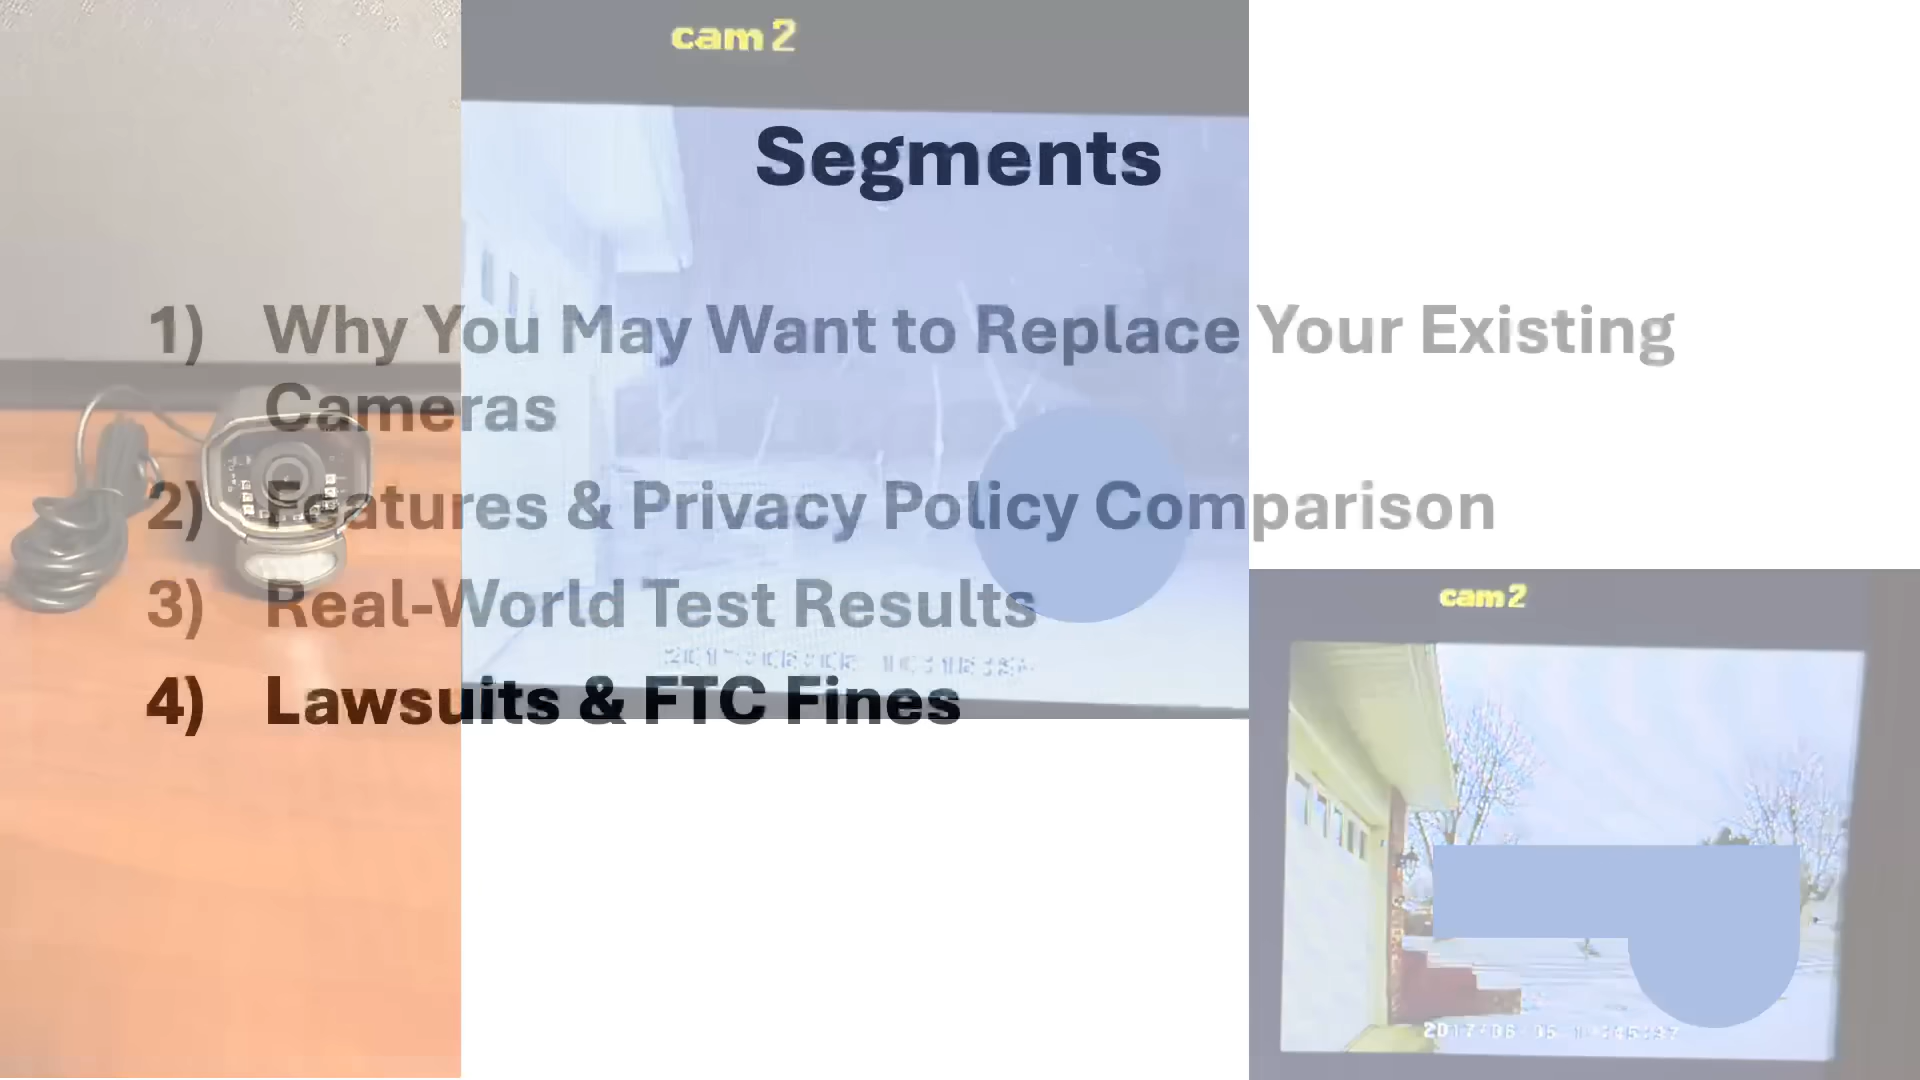 cam 2
Segments
1) Why You May Want to Replace Your Existing
Cameras
2) Features & Privacy Policy Comparison
3) Real-World Test Results
4) Lawsuits & FTC Fines
cam 2